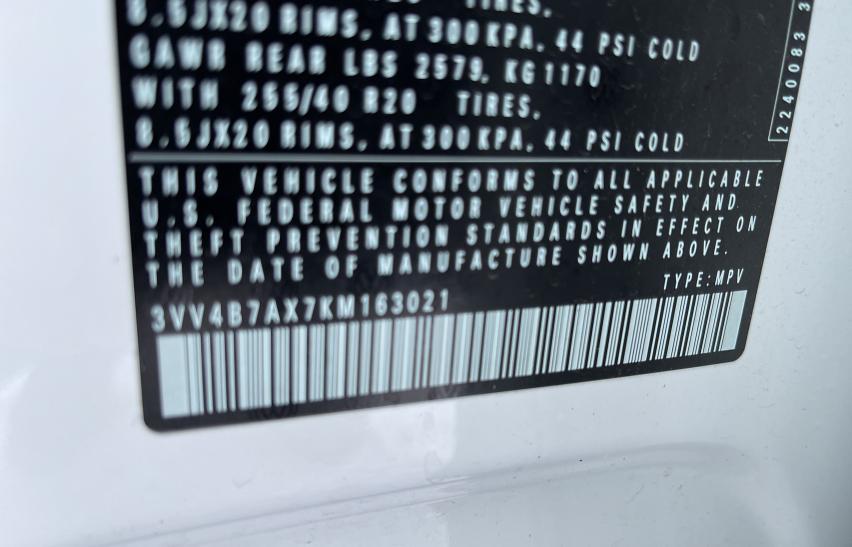 TIRES.
8.5JX20 RIMS, AT 300 KPA. 44 PSI COLD
GAWR REAR LBS 2579, KG 1170
WITH 255/40 R20 TIRES.
8.5JX20 RIMS, AT 300 KPA. 44 PSI COLD
THIS VEHICLE CONFORMS TO ALL APPLICABLE
U.S. FEDERAL MOTOR VEHICLE SAFETY AND
THEFT PREVENTION STANDARDS IN EFFECT ON
THE DATE OF MANUFACTURE SHOWN ABOVE.
TYPE: MPV
3VV4B7AX7KM163021
2240083